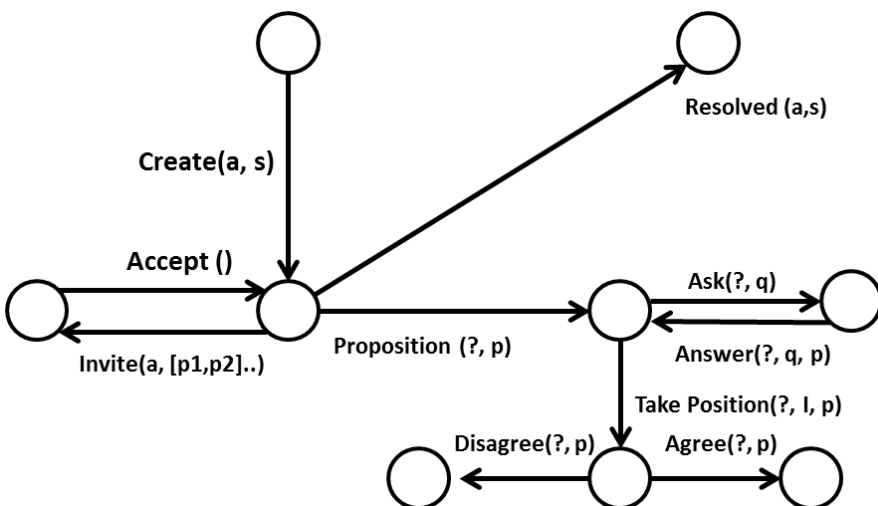 Resolved (a,s)
Create(a, s)
Accept ()
Ask(?, q)
Proposition (?, p)
Answer(?, q, p)
Invite(a, [p1,p2]..)
Take Position(?, I, p)
Disagree(?, p)
Agree(?, p)